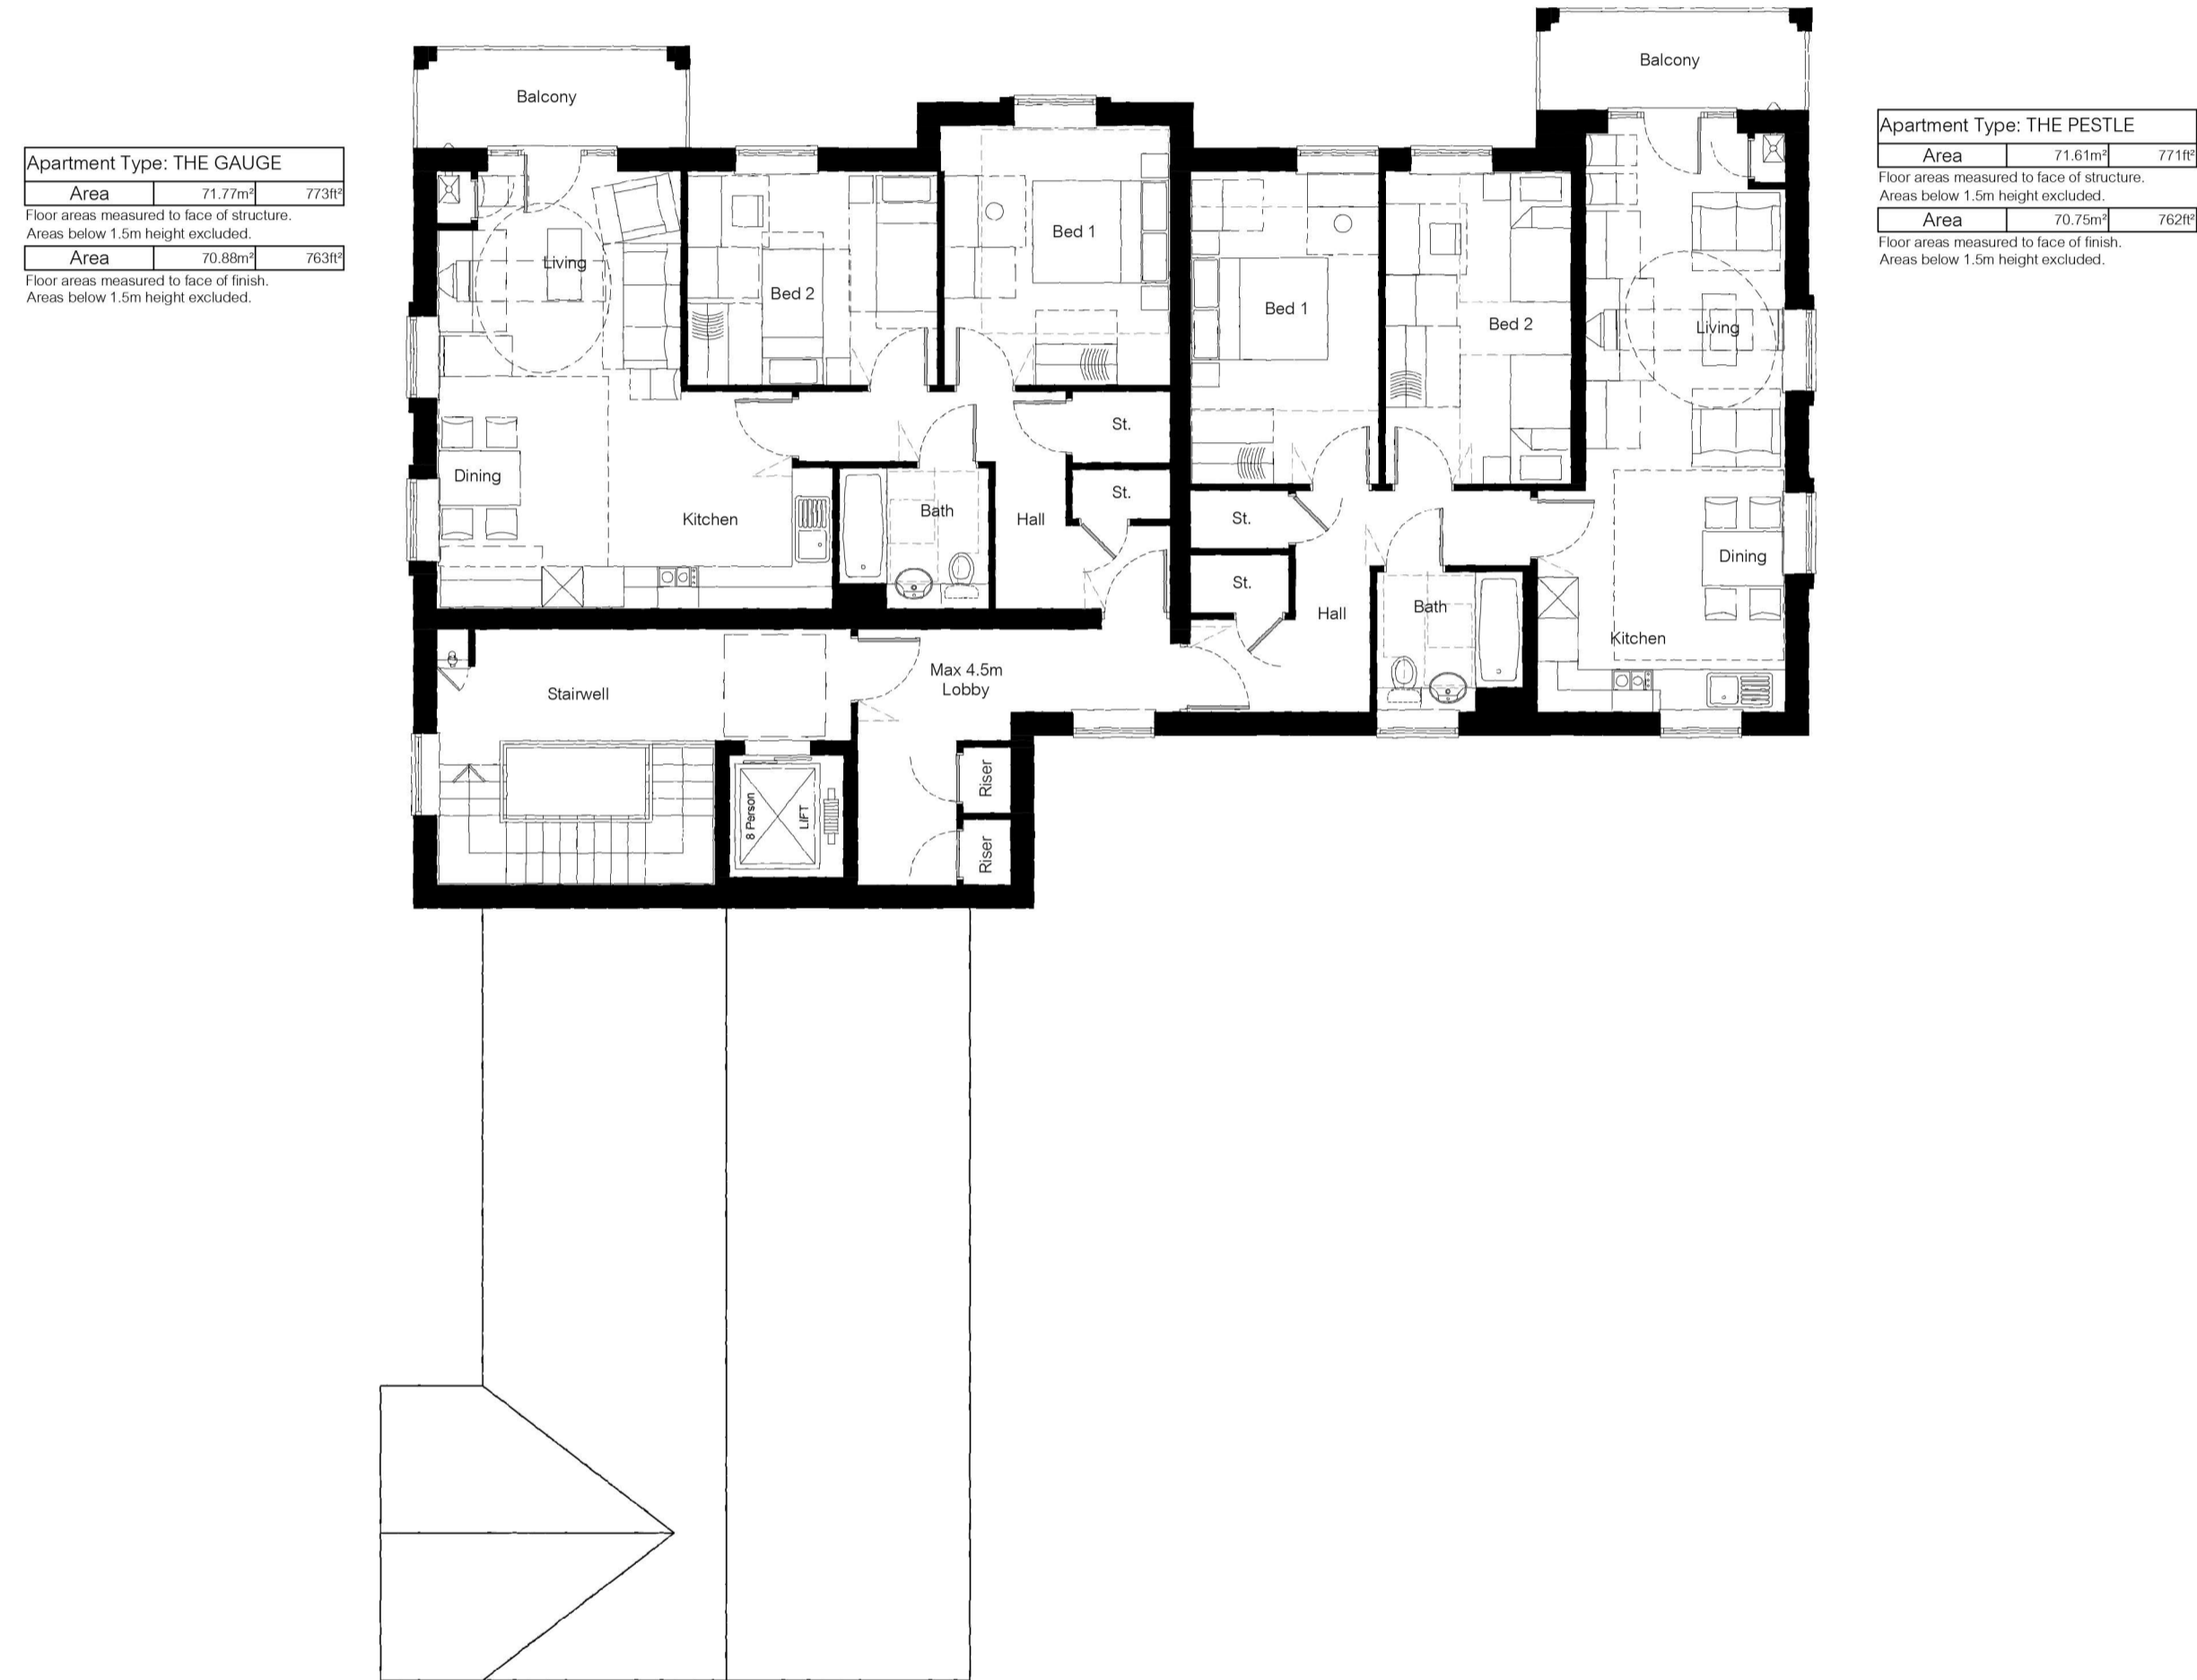 Balcony
Balcony
Apartment Type: THE GAUGE
Area 71.77m² 773ft²
Floor areas measured to face of structure.
Areas below 1.5m height excluded.
Area 70.88m² 763ft²
Floor areas measured to face of finish.
Areas below 1.5m height excluded.
Apartment Type: THE PESTLE
Area 71.61m² 771ft²
Floor areas measured to face of structure.
Areas below 1.5m height excluded.
Area 70.75m² 762ft²
Floor areas measured to face of finish.
Areas below 1.5m height excluded.
Living
Bed 2
Bed 1
Bed 1
Bed 2
Living
St.
Dining
St.
Kitchen
Bath
Hall
St.
Dining
St.
Hall
Bath
Kitchen
Stairwell
Max 4.5m
Lobby
8 Person
LIFT
Riser
Riser